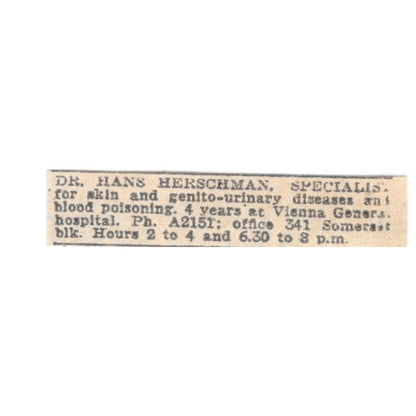 DR. HANS HERSCHMAN, SPECIALIS.
for skin and genito-urinary diseases an
blood poisoning. 4 years at Vienna Genera.
hospital. Ph. A2151; office 341 Somerset
blk. Hours 2 to 4 and 6.30 to 8 p.m.